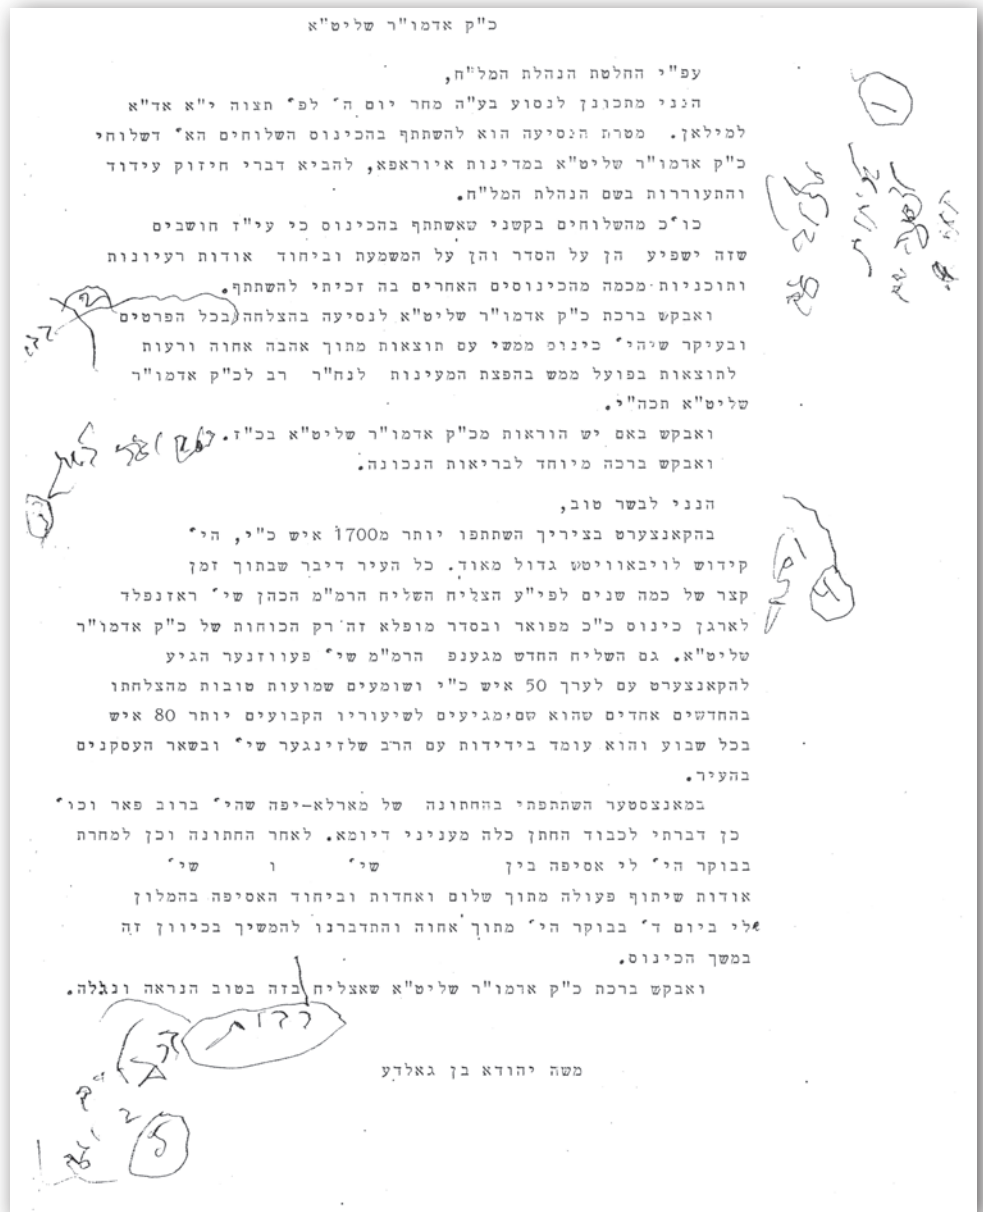 כ"ק אדמו"ר שליט"א
עפ"י החלטת הנהלת המל"ח,
הנני מתכונן לנסוע בע"ה מחר יום ה' לפ' תצוה י"א אד"א
למילאן. מטרת הנסיעה הוא להשתתף בהכינוס השלוחים הא' דשלוחי
כ"ק אדמו"ר שליט"א במדינות איוראפא, להביא דברי חיזוק עידוד
והתעוררות בשם הנהלת המל"ח.
כו"כ מהשלוחים בקשני שאשתתף בהכינוס כי עי"ז חושבים
שזה ישפיע הן על הסדר והן על המשמעת וביחוד אודות רעיונות
ותוכניות מכמה מהכינוסים האחרים בה זכיתי להשתתף.
ואבקש ברכת כ"ק אדמו"ר שליט"א לנסיעה בהצלחה בכל הפרטים
ובעיקר שיהי' כינוס ממשי עם תוצאות מתוך אהבה אחוה ורעות
לתוצאות בפועל ממש בהפצת המעינות לנח"ר רב לכ"ק אדמו"ר
שליט"א תכה"י.
ואבקש באם יש הוראות מכ"ק אדמו"ר שליט"א בכ"ז.
ואבקש ברכה מיוחד לבריאות הנכונה.
הנני לבשר טוב,
בהקאנצערט בציריך השתתפו יותר מ1700 איש כ"י, הי'
קידוש לויבאוויטש גדול מאוד. כל העיר דיבר שבתוך זמן
קצר של כמה שנים לפי"ע הצליח השליח הרמ"מ הכהן שי' ראזנפלד
לארגן כינוס כ"כ מפואר ובסדר מופלא זה רק הכוחות של כ"ק אדמו"ר
שליט"א. גם השליח החדש מגענפ הרמ"מ שי' פעווזנער הגיע
להקאנצערט עם לערך 50 איש כ"י ושומעים שמועות טובות מהצלחתו
בהחדשים אחדים שהוא שם, מגיעים לשיעוריו הקבועים יותר 80 איש
בכל שבוע והוא עומד בידידות עם הרב שלזינגער שי' ובשאר העסקנים
בהעיר.
במאנצסטער השתתפתי בהחתונה של מארלא-יפה שהי' ברוב פאר וכו'
כן דברתי לכבוד החתן כלה מעניני דיומא. לאחר החתונה וכן למחרת
בבוקר הי' לי אסיפה בין שי' ו שי'
אודות שיתוף פעולה מתוך שלום ואחדות וביחוד האסיפה בהמלון
שלי ביום ד' בבוקר הי' מתוך אחוה והתדברנו להמשיך בכיוון זה
במשך הכינוס.
ואבקש ברכת כ"ק אדמו"ר שליט"א שאצליח בזה בטוב הנראה ונגלה.
משה יהודא בן גאלדע